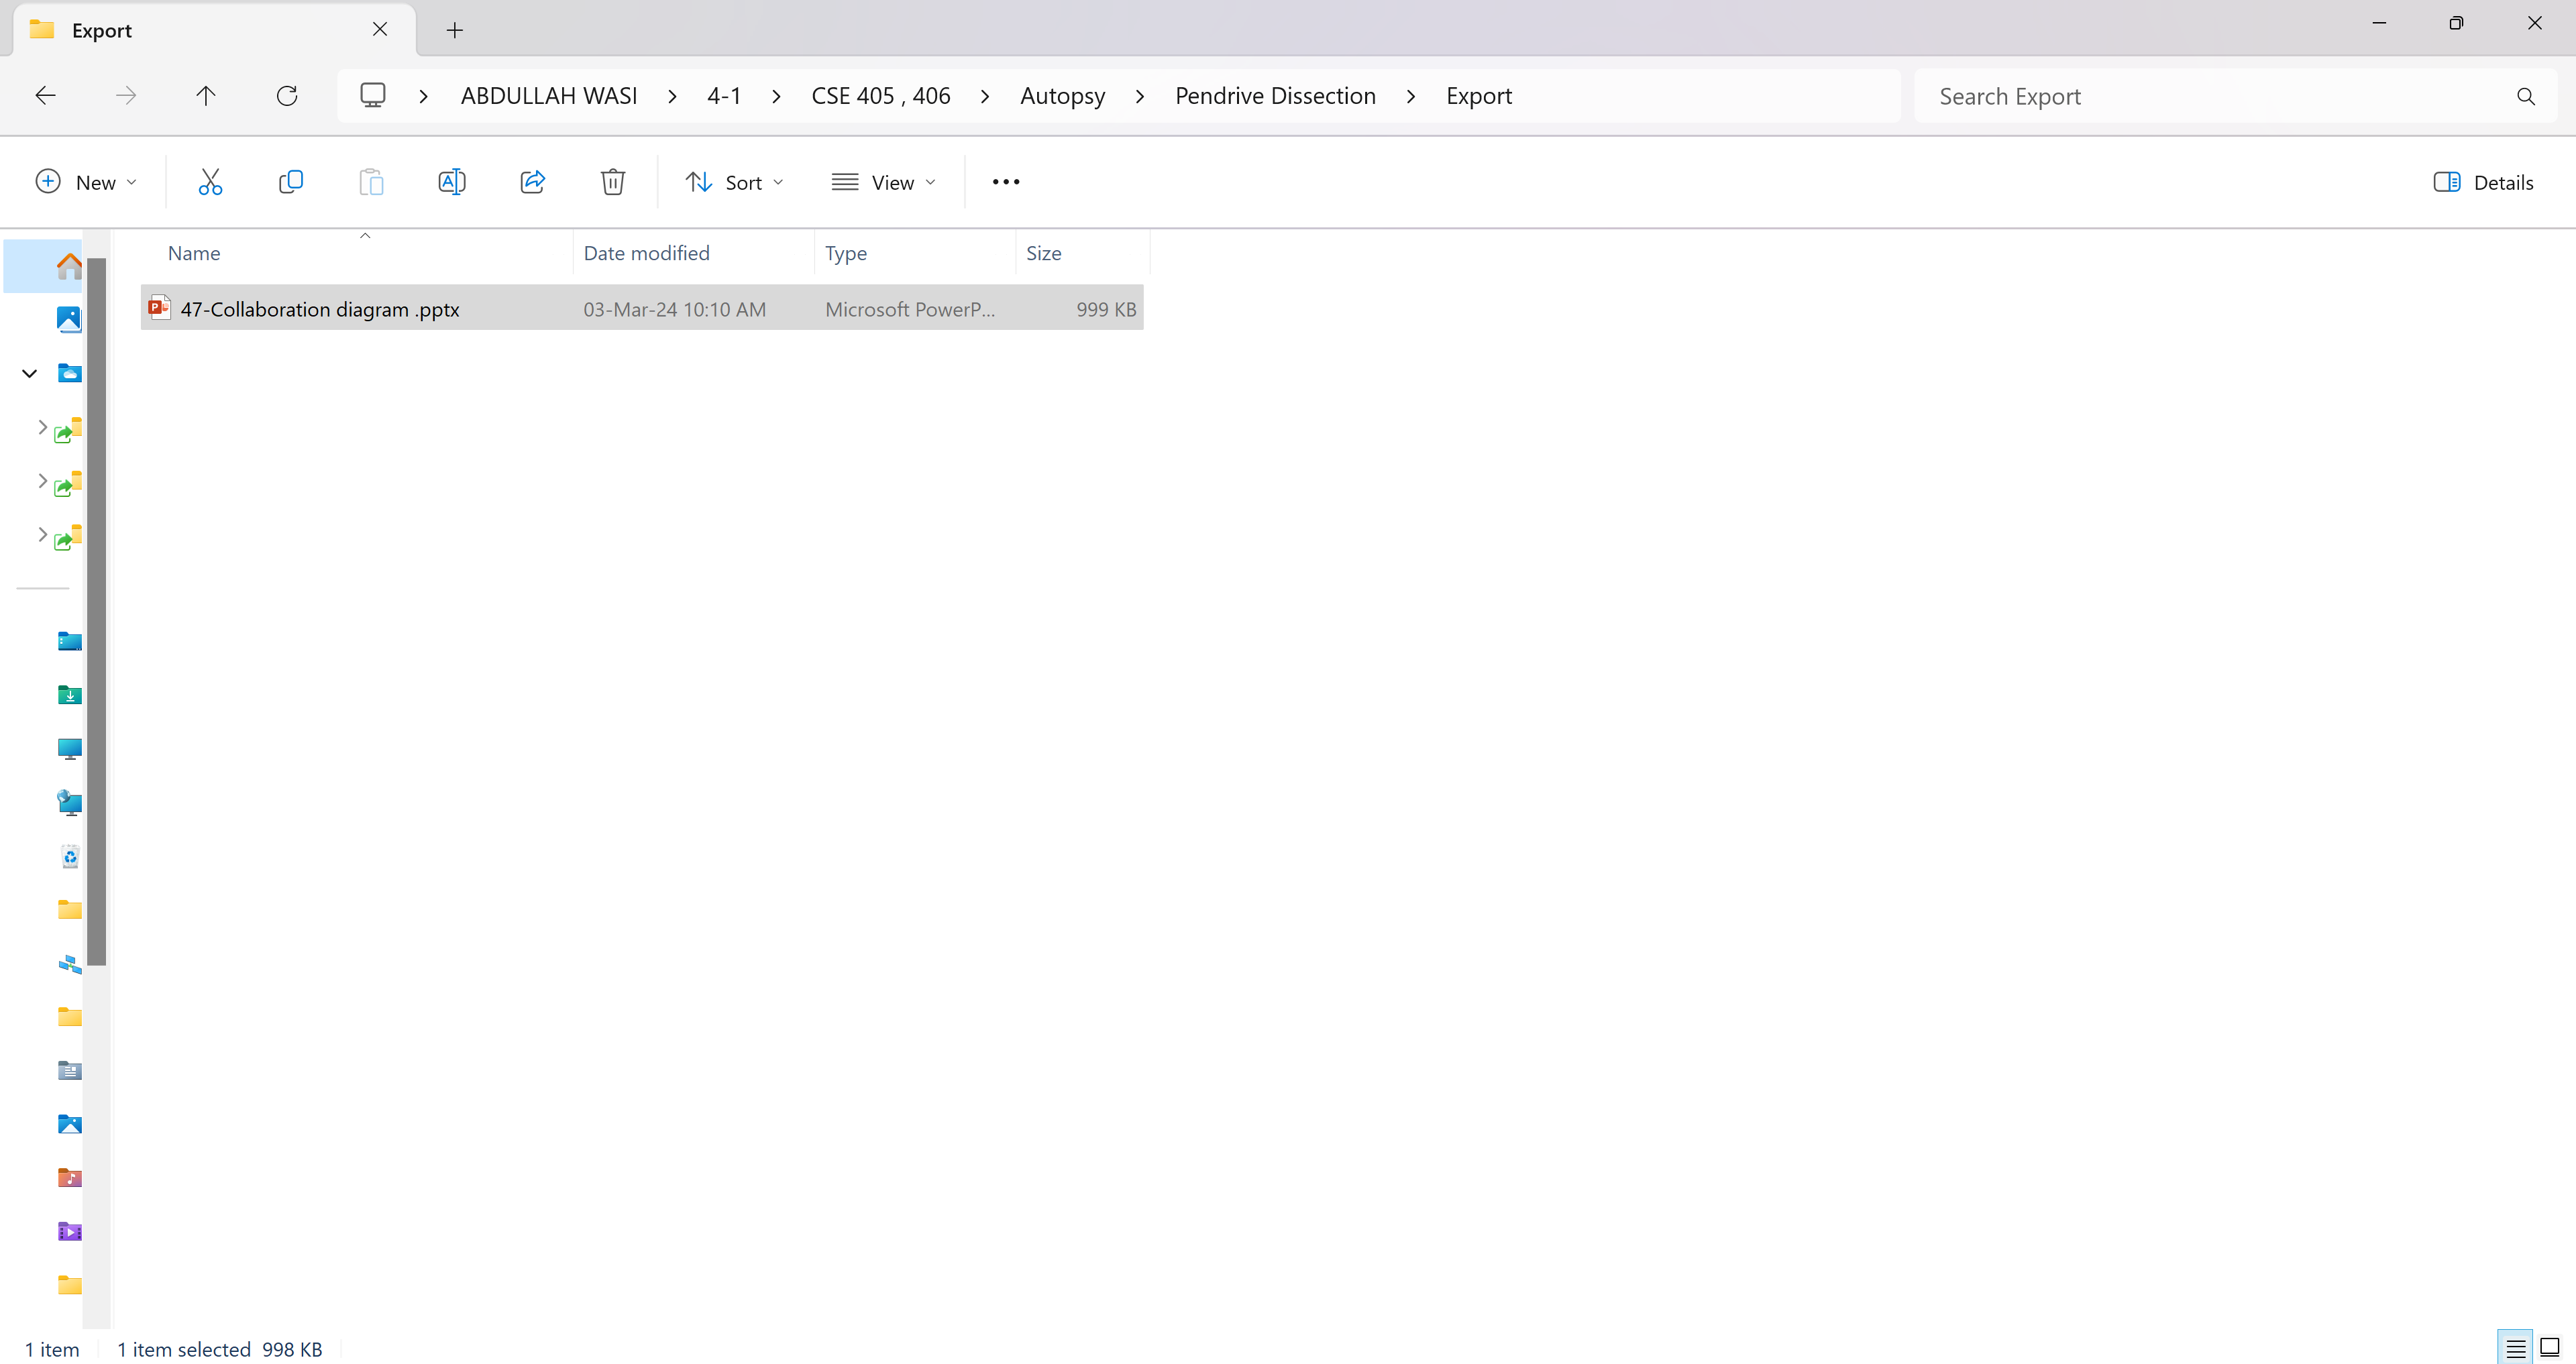 Export
ABDULLAH WASI > 4-1 > CSE 405 , 406 > Autopsy > Pendrive Dissection > Export
Search Export
New
Sort
View
Details
Name Date modified Type Size
47-Collaboration diagram .pptx 03-Mar-24 10:10 AM Microsoft PowerP... 999 KB
1 item 1 item selected 998 KB